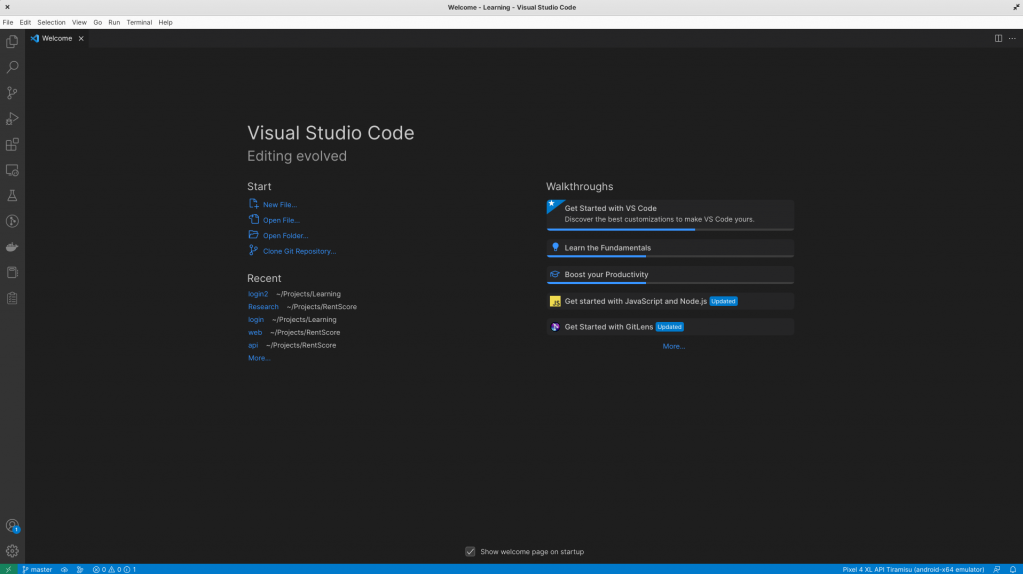 Welcome - Learning - Visual Studio Code
File Edit Selection View Go Run Terminal Help
Welcome
Visual Studio Code
Editing evolved
Start
New File...
Open File...
Open Folder...
Clone Git Repository...
Recent
login2 ~/Projects/Learning
Research ~/Projects/RentScore
login ~/Projects/Learning
web ~/Projects/RentScore
api ~/Projects/RentScore
More...
Walkthroughs
Get Started with VS Code
Discover the best customizations to make VS Code yours.
Learn the Fundamentals
Boost your Productivity
JS Get started with JavaScript and Node.js Updated
Get Started with GitLens Updated
More...
Show welcome page on startup
1
master 0 0 1 Pixel 4 XL API Tiramisu (android-x64 emulator)